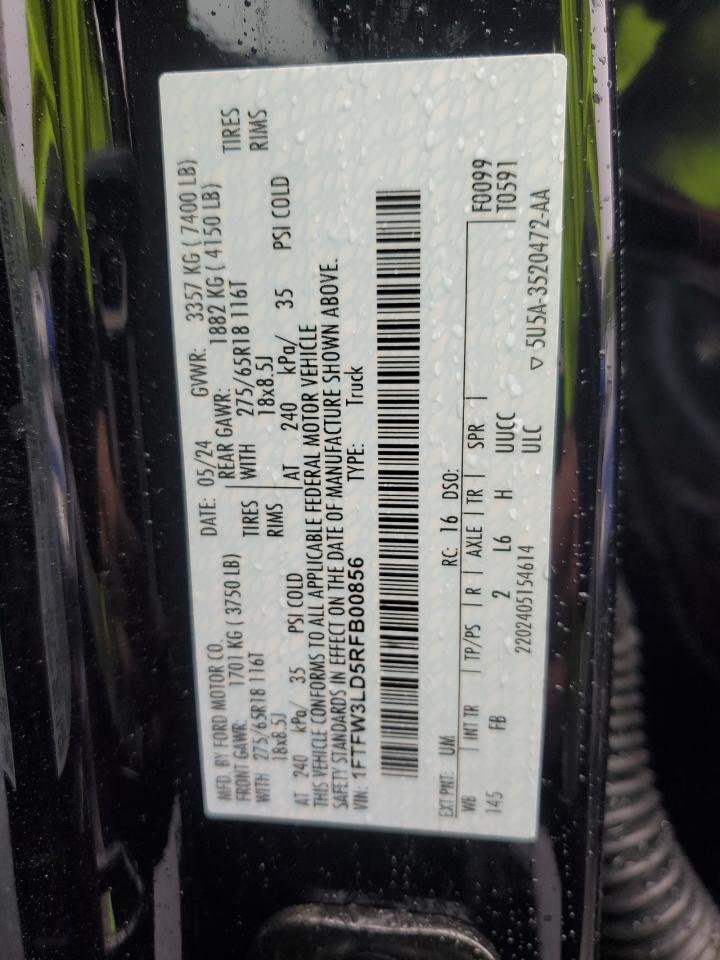 MFD. BY FORD MOTOR CO. DATE: 05/24 GVWR: 3357 KG ( 7400 LB)
FRONT GAWR: 1701 KG ( 3750 LB) REAR GAWR: 1882 KG ( 4150 LB)
WITH 275/65R18 116T TIRES WITH 275/65R18 116T TIRES
18x8.5J RIMS 18x8.5J RIMS
AT 240 kPa/ 35 PSI COLD AT 240 kPa/ 35 PSI COLD
THIS VEHICLE CONFORMS TO ALL APPLICABLE FEDERAL MOTOR VEHICLE
SAFETY STANDARDS IN EFFECT ON THE DATE OF MANUFACTURE SHOWN ABOVE.
VIN: 1FTFW3LD5RFB00856 TYPE: Truck
EXT PNT: UM RC: 16 DSO:
WB INT TR TP/PS R AXLE TR SPR F0099
145 FB 2 L6 H UUCC T0591
2202405154614 ULC ▽ 5U5A-3520472-AA